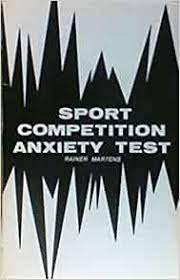 SPORT
COMPETITION
ANXIETY TEST
RAINER MARTENS